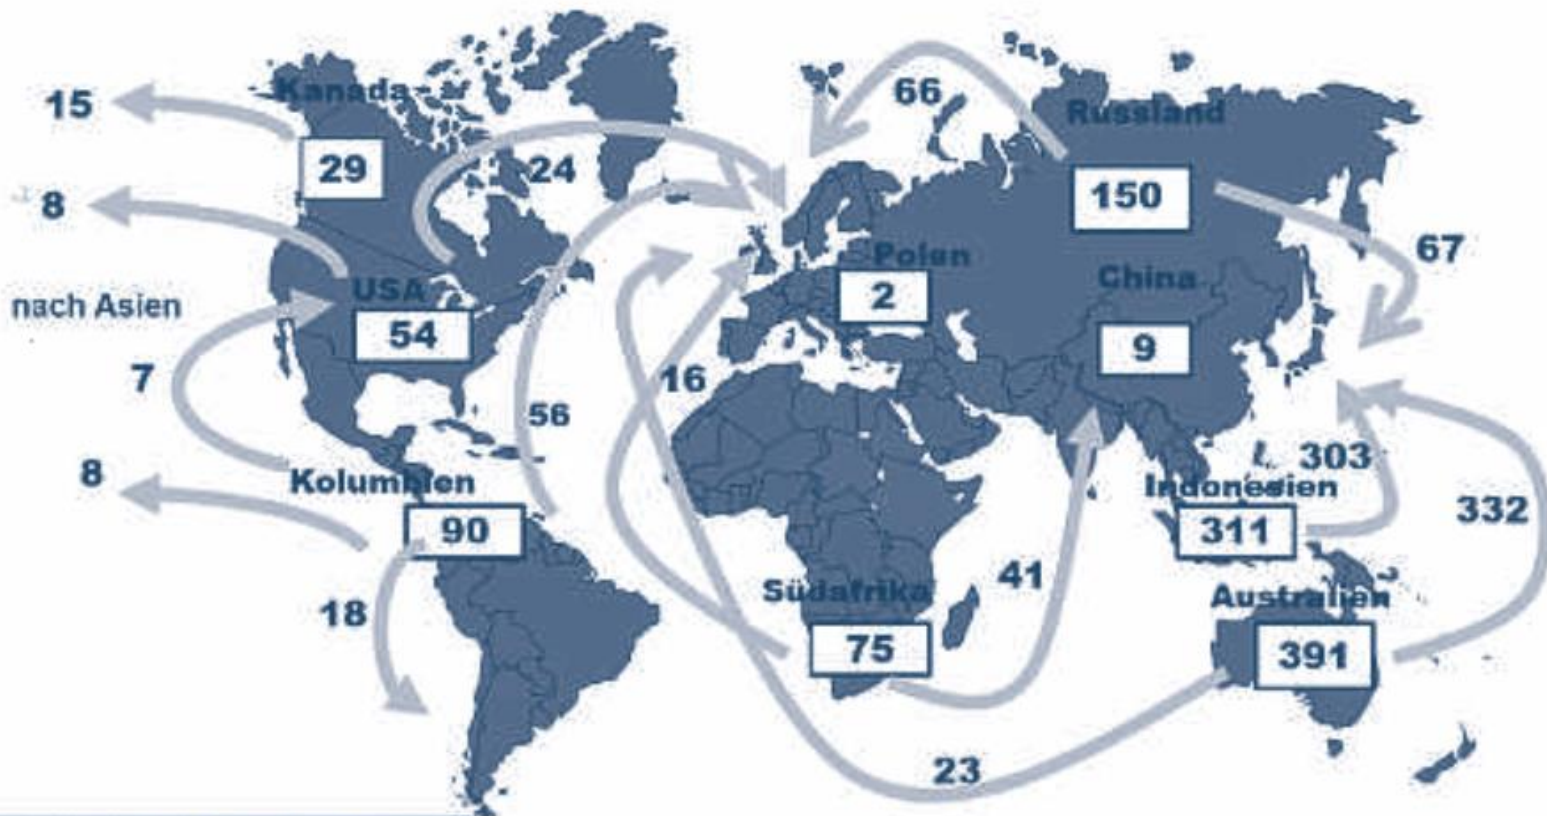 Kanada
15
66
Russland
29
24
150
8
67
Polen
China
USA
2
nach Asien
54
9
7
16
56
303
8
Kolumbien
Indonesien
332
90
311
41
Südafrika
Australien
18
75
391
23